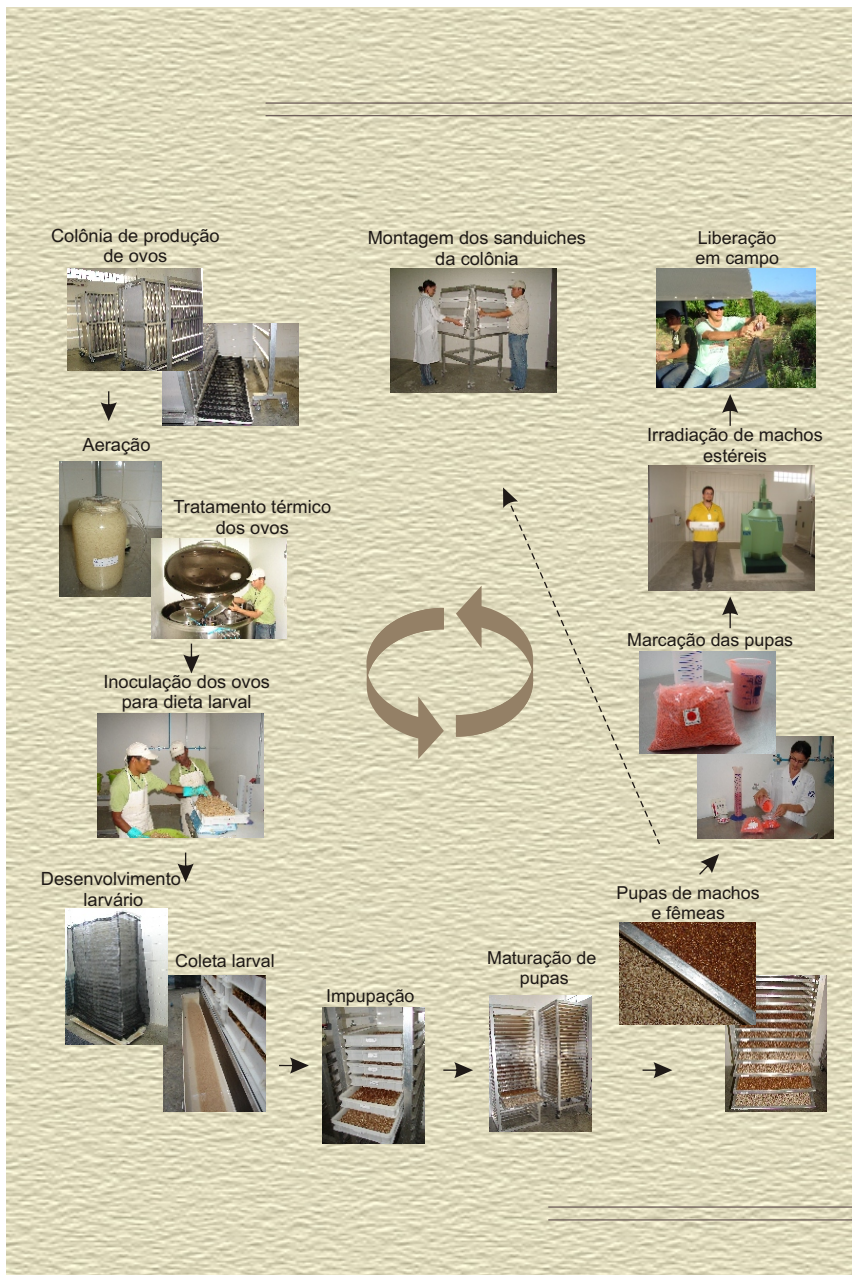 Colônia de produção
de ovos
Montagem dos sanduiches
da colônia
Liberação
em campo
Aeração
Irradiação de machos
estéreis
Tratamento térmico
dos ovos
Marcação das pupas
Inoculação dos ovos
para dieta larval
Desenvolvimento
larvário
Pupas de machos
e fêmeas
Coleta larval
Maturação de
pupas
Impupação